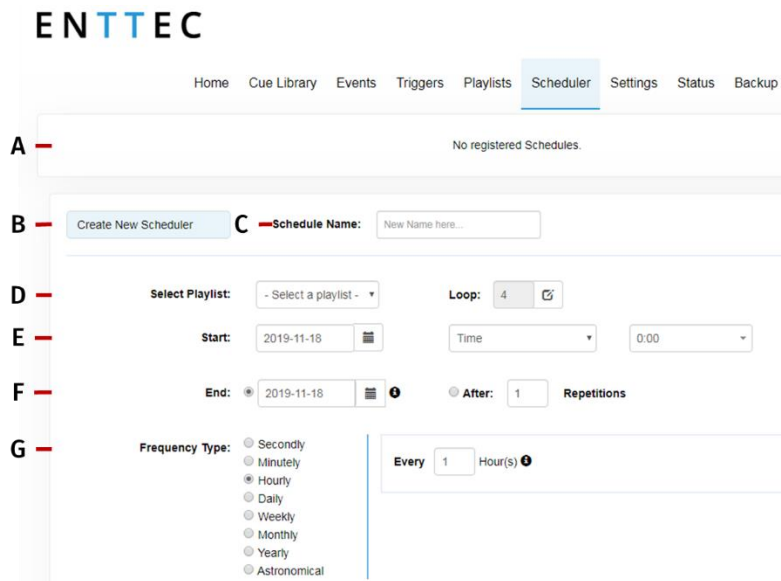 ENTTEC
Home Cue Library Events Triggers Playlists Scheduler Settings Status Backup
A No registered Schedules.
B Create New Scheduler C Schedule Name: New Name here...
D Select Playlist: - Select a playlist - Loop: 4
E Start: 2019-11-18 Time 0:00
F End: 2019-11-18 After: 1 Repetitions
G Frequency Type: Secondly
Minutely
Every 1 Hour(s)
Hourly
Daily
Weekly
Monthly
Yearly
Astronomical